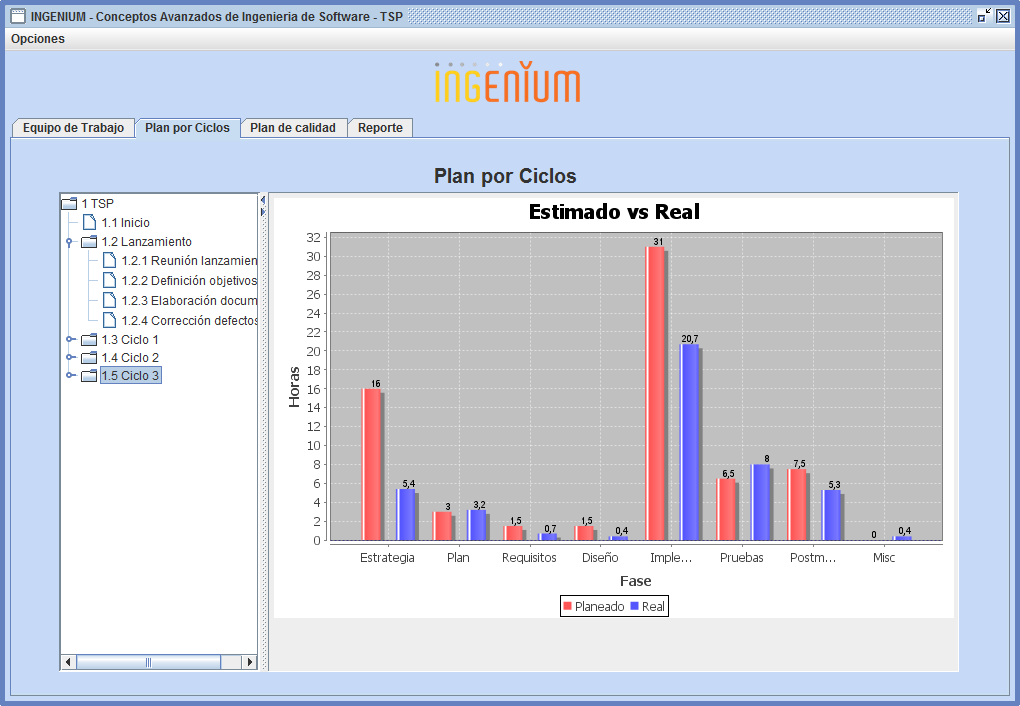 INGENIUM - Conceptos Avanzados de Ingenieria de Software - TSP
Opciones
INGENIUM
Equipo de Trabajo
Plan por Ciclos
Plan de calidad
Reporte
Plan por Ciclos
1 TSP
1.1 Inicio
1.2 Lanzamiento
1.2.1 Reunión lanzamien
1.2.2 Definición objetivos
1.2.3 Elaboración docum
1.2.4 Corrección defectos
1.3 Ciclo 1
1.4 Ciclo 2
1.5 Ciclo 3
Estimado vs Real
Horas
32
30
28
26
24
22
20
18
16
14
12
10
8
6
4
2
0
16
5,4
3
3,2
1,5
0,7
1,5
0,4
31
20,7
6,5
8
7,5
5,3
0
0,4
Estrategia
Plan
Requisitos
Diseño
Imple...
Pruebas
Postm...
Misc
Fase
Planeado
Real